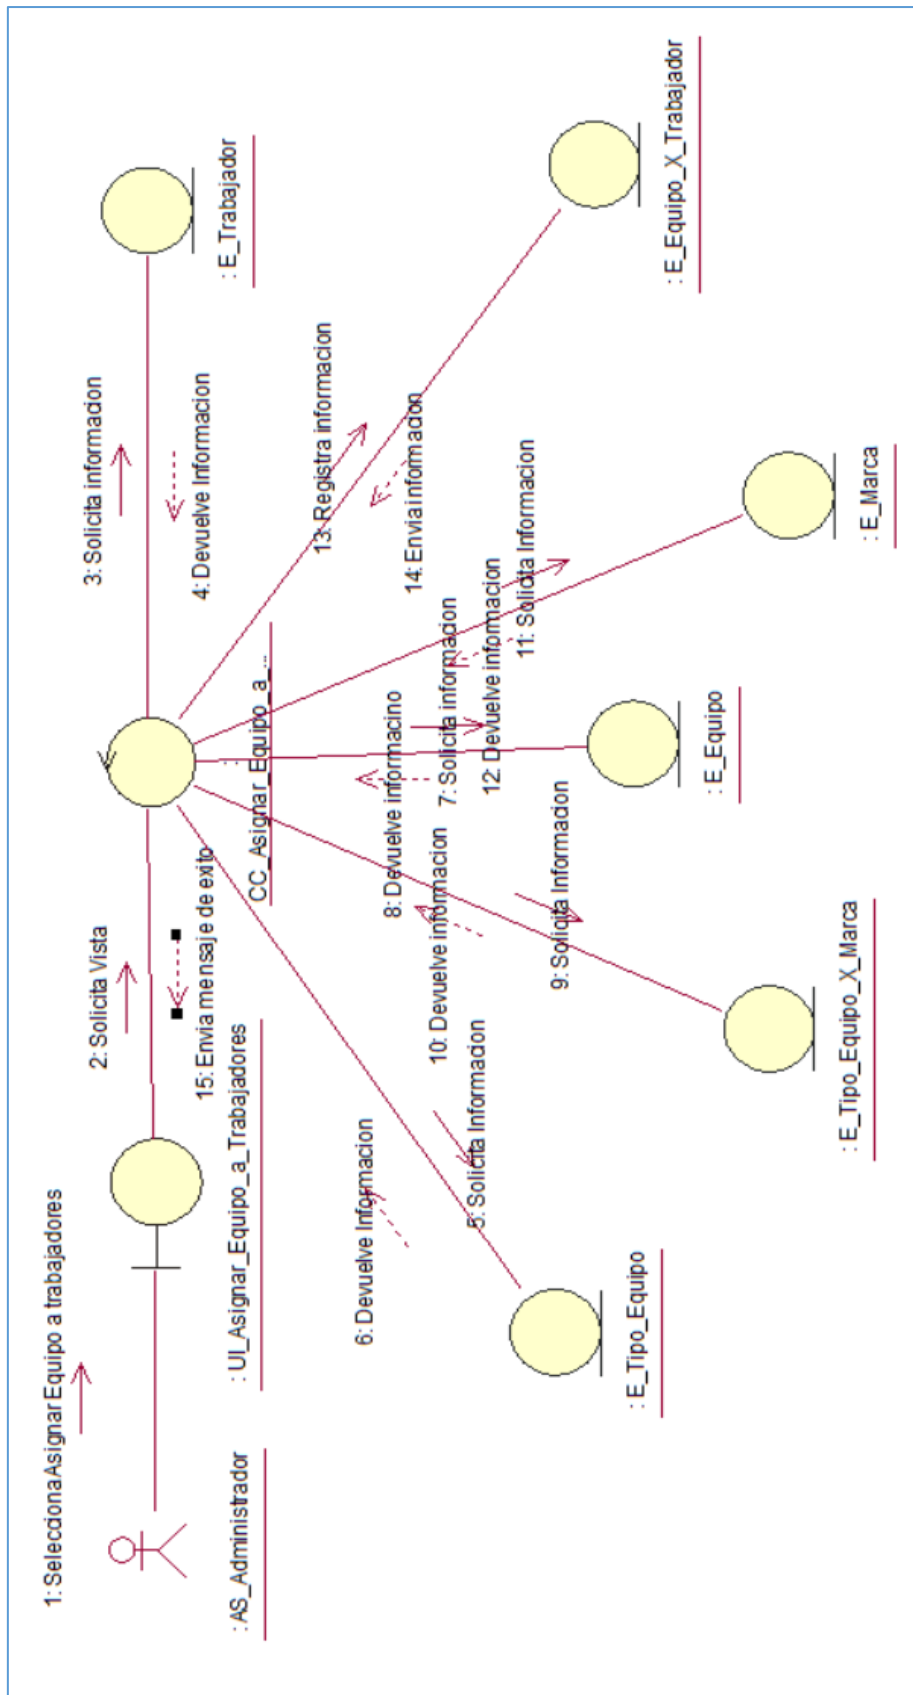 1: SeleccionaAsignar Equipo a trabajadores
: AS_Administrador
2: Solicita Vista
15: Envia mensaje de exito
: UI_Asignar_Equipo_a_Trabajadores
3: Solicita informacion
4: Devuelve Informacion
: E_Trabajador
:
CC_Asignar_Equipo_a_...
13: Registra informacion
14: Envia informacion
: E_Equipo_X_Trabajador
11: Solicita Informacion
12: Devuelve informacion
: E_Marca
7: Solicita informacion
8: Devuelve informacino
: E_Equipo
9: Solicita Informacion
10: Devuelve informacion
: E_Tipo_Equipo_X_Marca
5: Solicita Informacion
6: Devuelve Informacion
: E_Tipo_Equipo